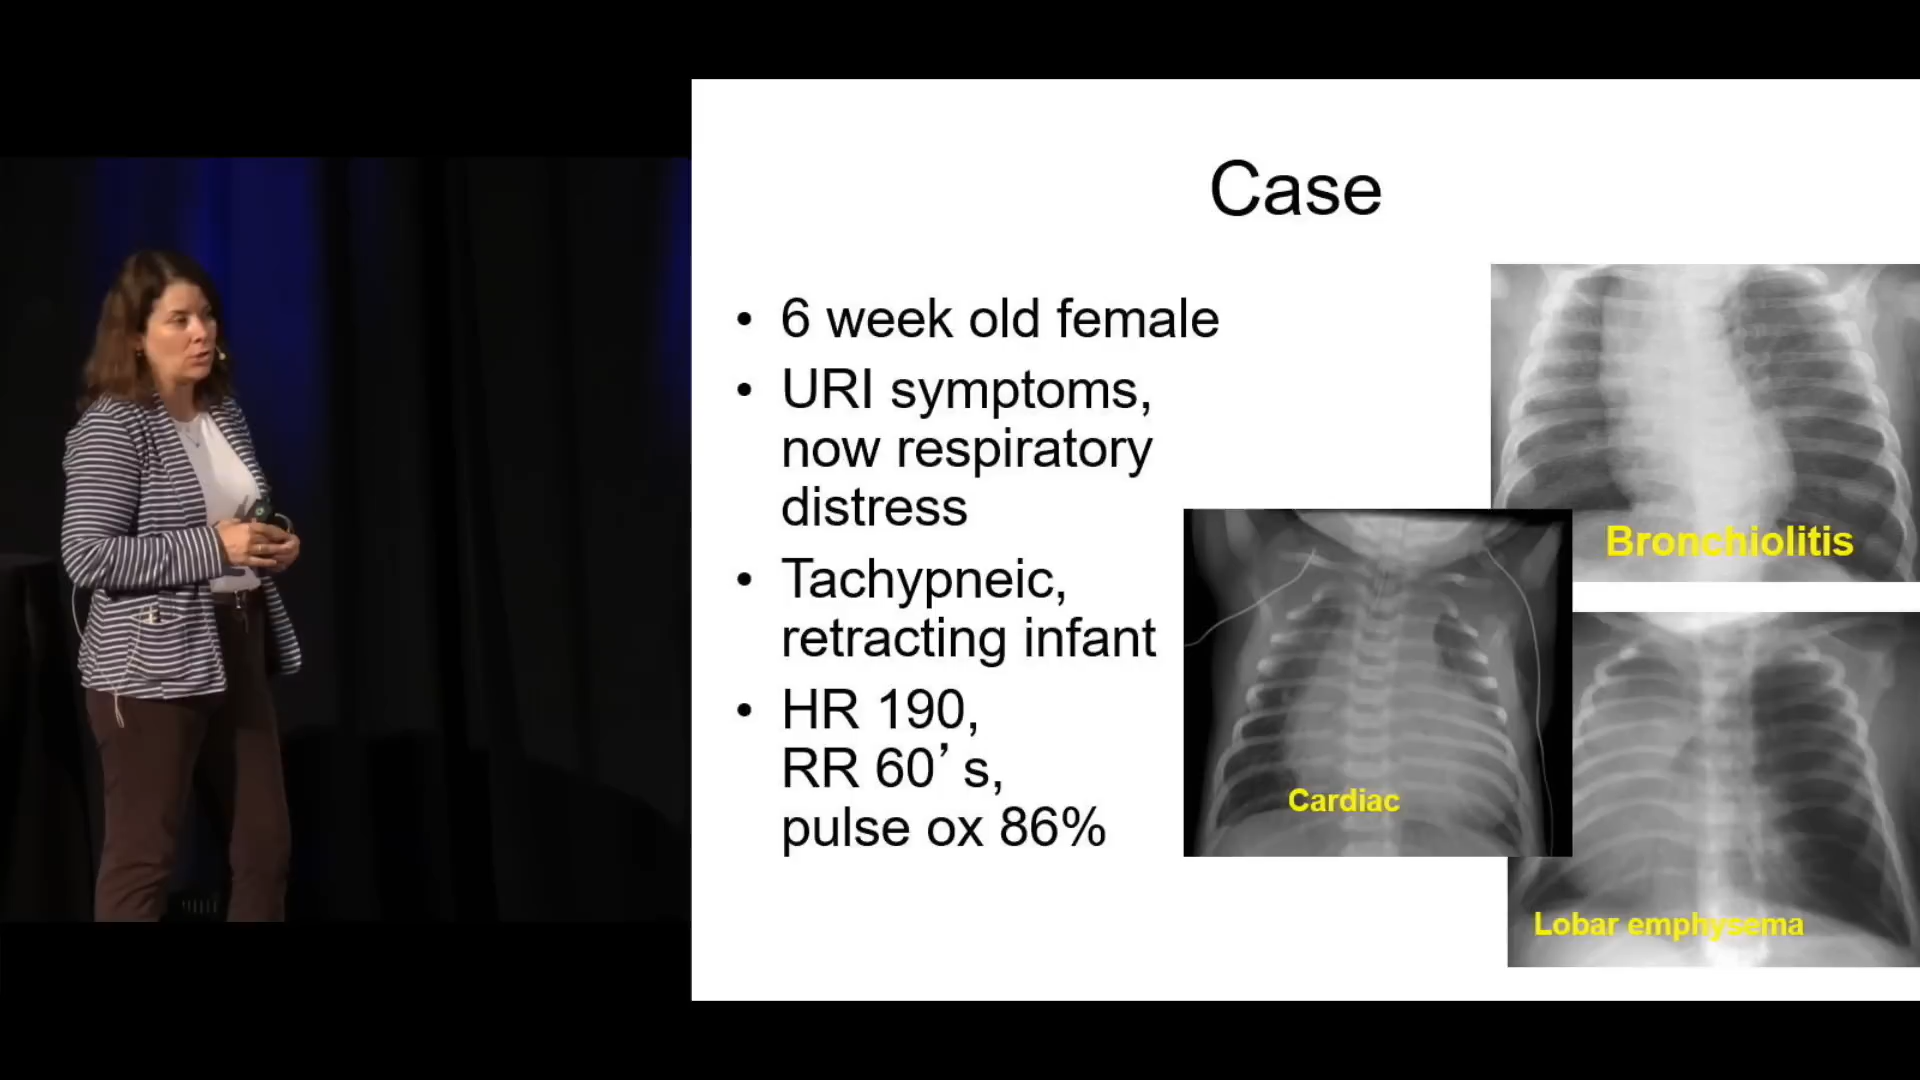 Case
• 6 week old female
• URI symptoms,
now respiratory
distress
• Tachypneic,
retracting infant
• HR 190,
RR 60’ s,
pulse ox 86%
Bronchiolitis
Cardiac
Lobar emphysema